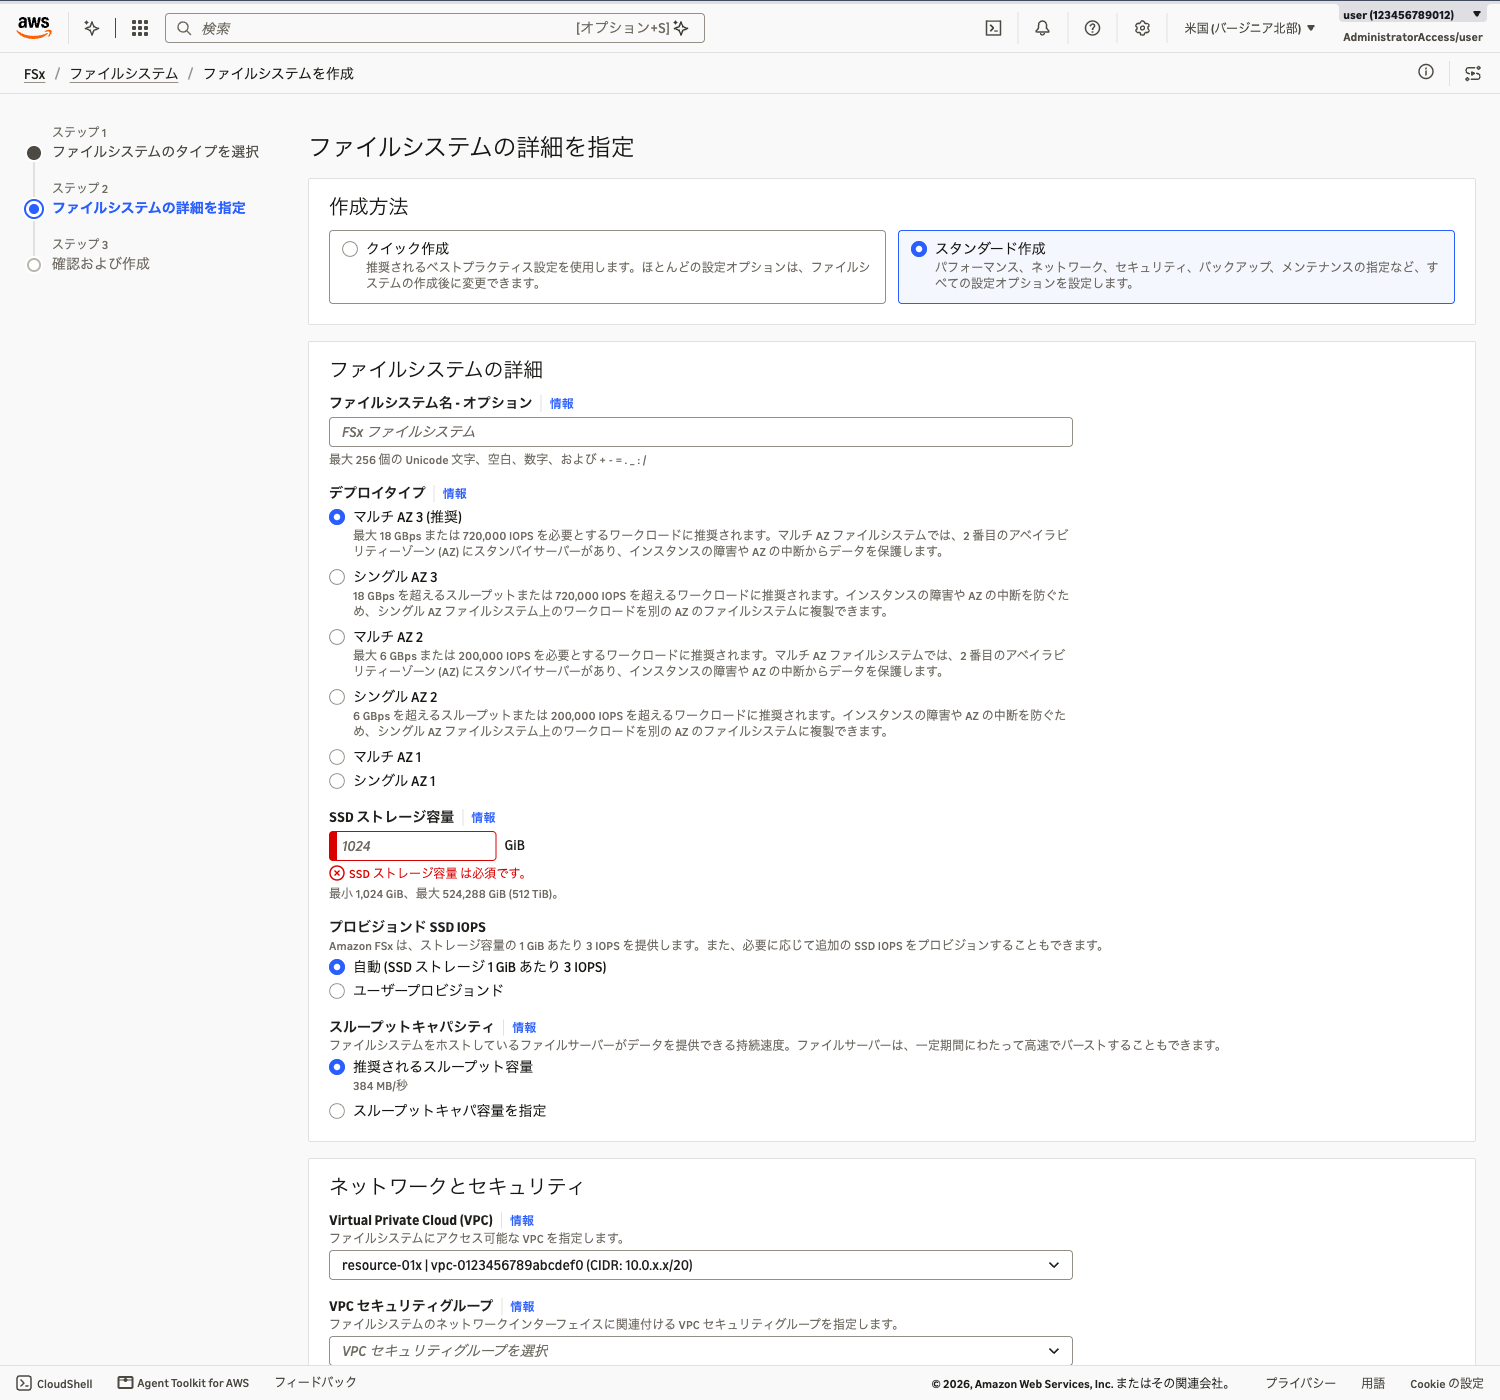 aws
検索
[オプション+S]
米国 (バージニア北部)
user (123456789012)
AdministratorAccess/user
FSx / ファイルシステム / ファイルシステムを作成
ステップ 1
ファイルシステムのタイプを選択
ステップ 2
ファイルシステムの詳細を指定
ステップ 3
確認および作成
ファイルシステムの詳細を指定
作成方法
クイック作成
推奨されるベストプラクティス設定を使用します。ほとんどの設定オプションは、ファイルシ
ステムの作成後に変更できます。
スタンダード作成
パフォーマンス、ネットワーク、セキュリティ、バックアップ、メンテナンスの指定など、す
べての設定オプションを設定します。
ファイルシステムの詳細
ファイルシステム名 - オプション 情報
FSx ファイルシステム
最大 256 個の Unicode 文字、空白、数字、および + - = . _ : /
デプロイタイプ 情報
マルチ AZ 3 (推奨)
最大 18 GBps または 720,000 IOPS を必要とするワークロードに推奨されます。マルチ AZ ファイルシステムでは、2 番目のアベイラビ
リティーゾーン (AZ) にスタンバイサーバーがあり、インスタンスの障害や AZ の中断からデータを保護します。
シングル AZ 3
18 GBps を超えるスループットまたは 720,000 IOPS を超えるワークロードに推奨されます。インスタンスの障害や AZ の中断を防ぐた
め、シングル AZ ファイルシステム上のワークロードを別の AZ のファイルシステムに複製できます。
マルチ AZ 2
最大 6 GBps または 200,000 IOPS を必要とするワークロードに推奨されます。マルチ AZ ファイルシステムでは、2 番目のアベイラビ
リティーゾーン (AZ) にスタンバイサーバーがあり、インスタンスの障害や AZ の中断からデータを保護します。
シングル AZ 2
6 GBps を超えるスループットまたは 200,000 IOPS を超えるワークロードに推奨されます。インスタンスの障害や AZ の中断を防ぐた
め、シングル AZ ファイルシステム上のワークロードを別の AZ のファイルシステムに複製できます。
マルチ AZ 1
シングル AZ 1
SSD ストレージ容量 情報
1024 GiB
SSD ストレージ容量 は必須です。
最小 1,024 GiB、最大 524,288 GiB (512 TiB)。
プロビジョンド SSD IOPS
Amazon FSx は、ストレージ容量の 1 GiB あたり 3 IOPS を提供します。また、必要に応じて追加の SSD IOPS をプロビジョンすることもできます。
自動 (SSD ストレージ 1 GiB あたり 3 IOPS)
ユーザープロビジョンド
スループットキャパシティ 情報
ファイルシステムをホストしているファイルサーバーがデータを提供できる持続速度。ファイルサーバーは、一定期間にわたって高速でバーストすることもできます。
推奨されるスループット容量
384 MB/秒
スループットキャパ容量を指定
ネットワークとセキュリティ
Virtual Private Cloud (VPC) 情報
ファイルシステムにアクセス可能な VPC を指定します。
resource-01x | vpc-0123456789abcdef0 (CIDR: 10.0.x.x/20)
VPC セキュリティグループ 情報
ファイルシステムのネットワークインターフェイスに関連付ける VPC セキュリティグループを指定します。
VPC セキュリティグループを選択
CloudShell
Agent Toolkit for AWS
フィードバック
© 2026, Amazon Web Services, Inc. またはその関連会社。
プライバシー
用語
Cookie の設定